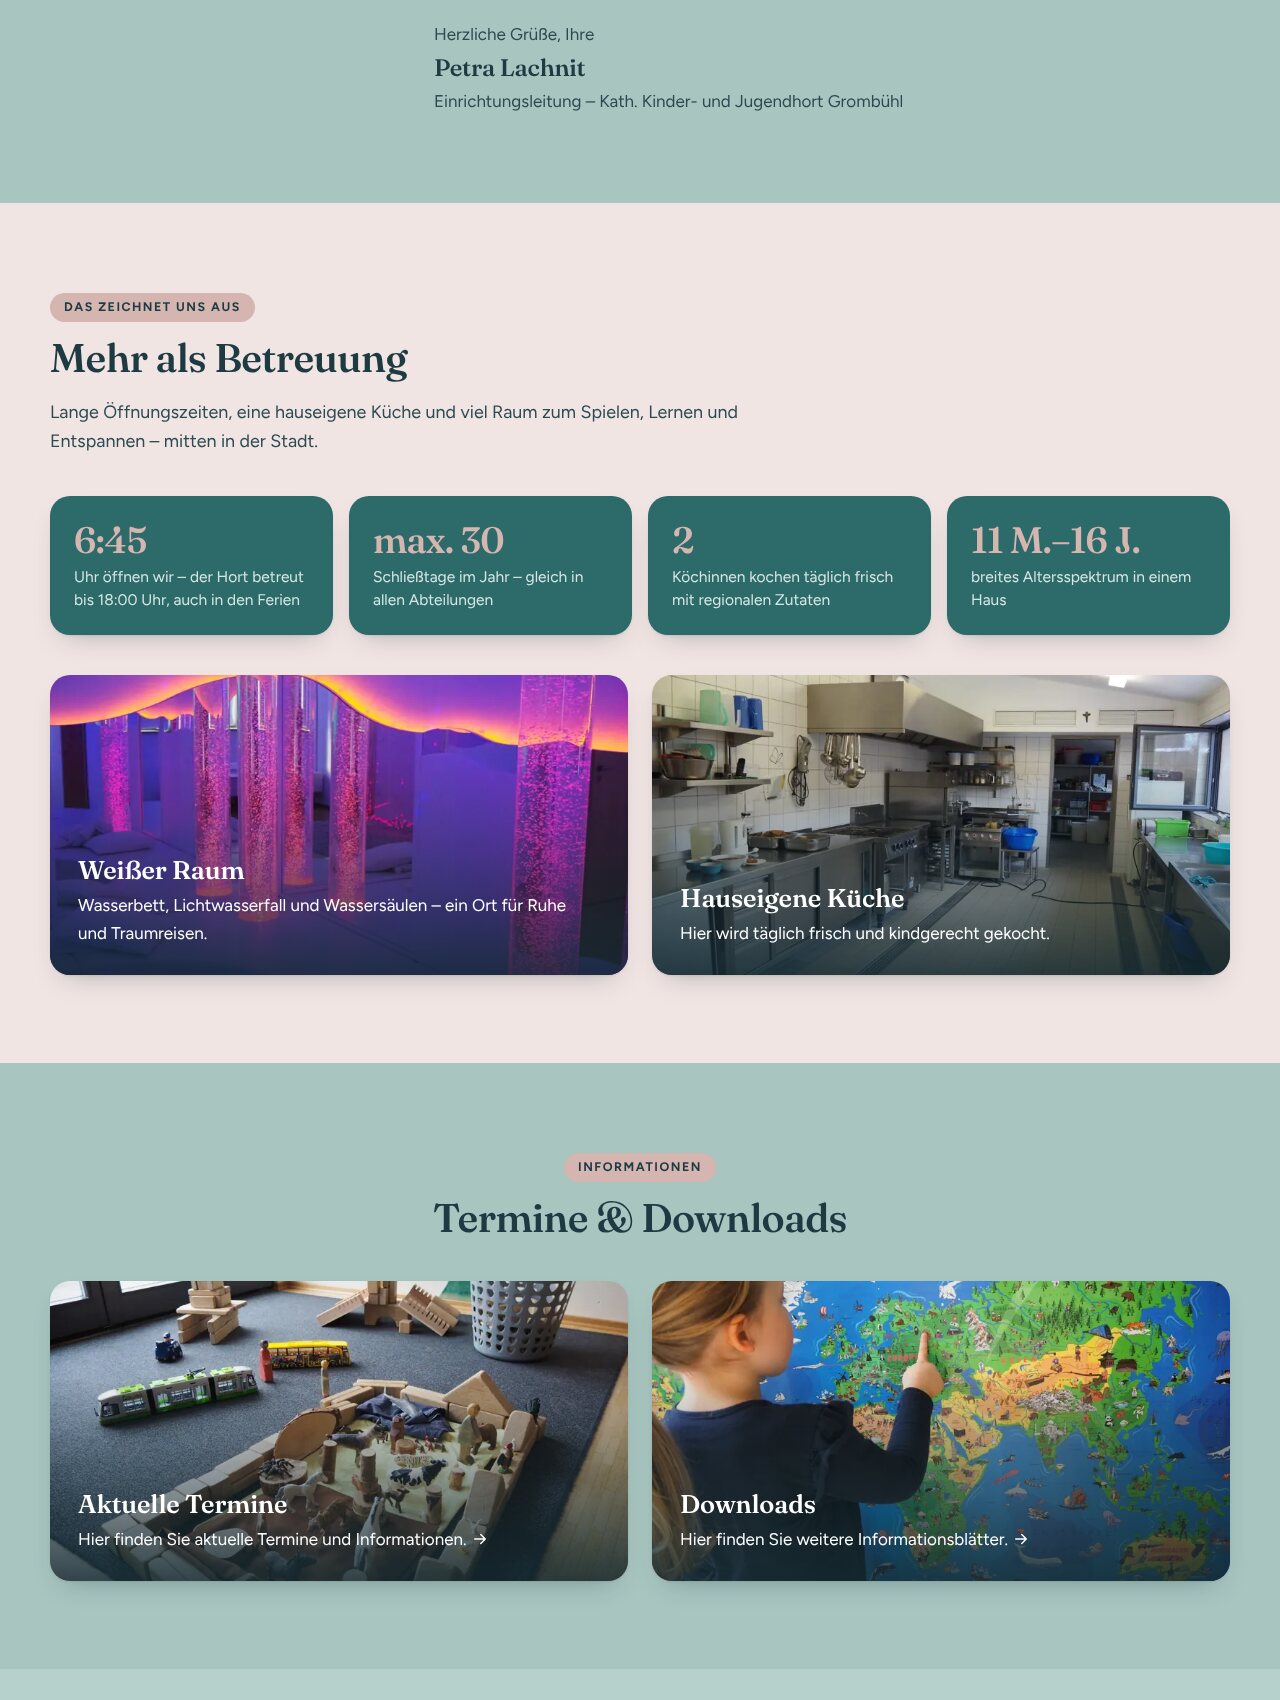 Herzliche Grüße, Ihre
Petra Lachnit
Einrichtungsleitung – Kath. Kinder- und Jugendhort Grombühl
DAS ZEICHNET UNS AUS
Mehr als Betreuung
Lange Öffnungszeiten, eine hauseigene Küche und viel Raum zum Spielen, Lernen und
Entspannen – mitten in der Stadt.
6:45
Uhr öffnen wir – der Hort betreut
bis 18:00 Uhr, auch in den Ferien
max. 30
Schließtage im Jahr – gleich in
allen Abteilungen
2
Köchinnen kochen täglich frisch
mit regionalen Zutaten
11 M.–16 J.
breites Altersspektrum in einem
Haus
Weißer Raum
Wasserbett, Lichtwasserfall und Wassersäulen – ein Ort für Ruhe
und Traumreisen.
Hauseigene Küche
Hier wird täglich frisch und kindgerecht gekocht.
INFORMATIONEN
Termine & Downloads
Aktuelle Termine
Hier finden Sie aktuelle Termine und Informationen. →
Downloads
Hier finden Sie weitere Informationsblätter. →